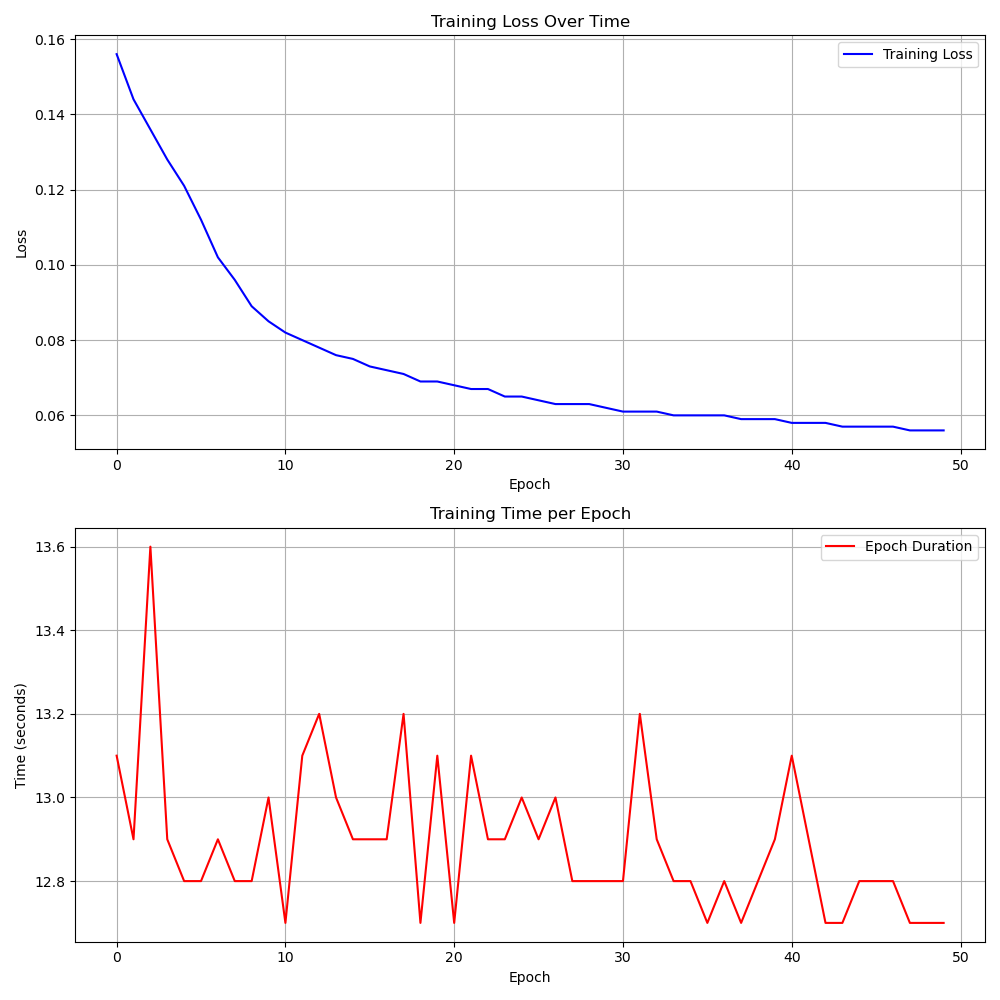 Training Loss Over Time
0.16
0.14
0.12
0.10
0.08
0.06
Loss
Training Loss
0 10 20 30 40 50
Epoch
Training Time per Epoch
13.6
13.4
13.2
13.0
12.8
Time (seconds)
Epoch Duration
0 10 20 30 40 50
Epoch